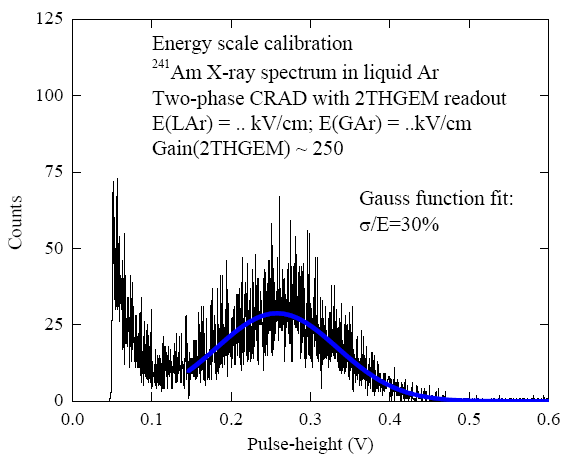 125
100
75
50
25
0
Counts
Energy scale calibration
²⁴¹Am X-ray spectrum in liquid Ar
Two-phase CRAD with 2THGEM readout
E(LAr) = .. kV/cm; E(GAr) = ..kV/cm
Gain(2THGEM) ~ 250
Gauss function fit:
σ/E=30%
0.0 0.1 0.2 0.3 0.4 0.5 0.6
Pulse-height (V)